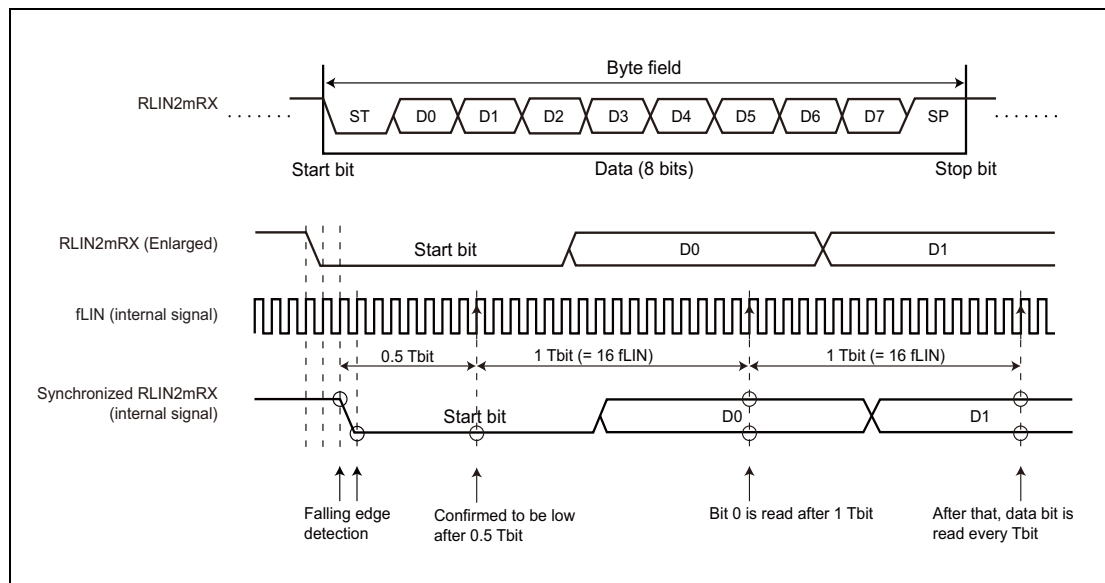 Byte field
RLIN2mRX
ST D0 D1 D2 D3 D4 D5 D6 D7 SP
Start bit Data (8 bits) Stop bit
RLIN2mRX (Enlarged)
Start bit D0 D1
fLIN (internal signal)
0.5 Tbit 1 Tbit (= 16 fLIN) 1 Tbit (= 16 fLIN)
Synchronized RLIN2mRX
(internal signal)
Start bit D0 D1
Falling edge
detection
Confirmed to be low
after 0.5 Tbit
Bit 0 is read after 1 Tbit
After that, data bit is
read every Tbit